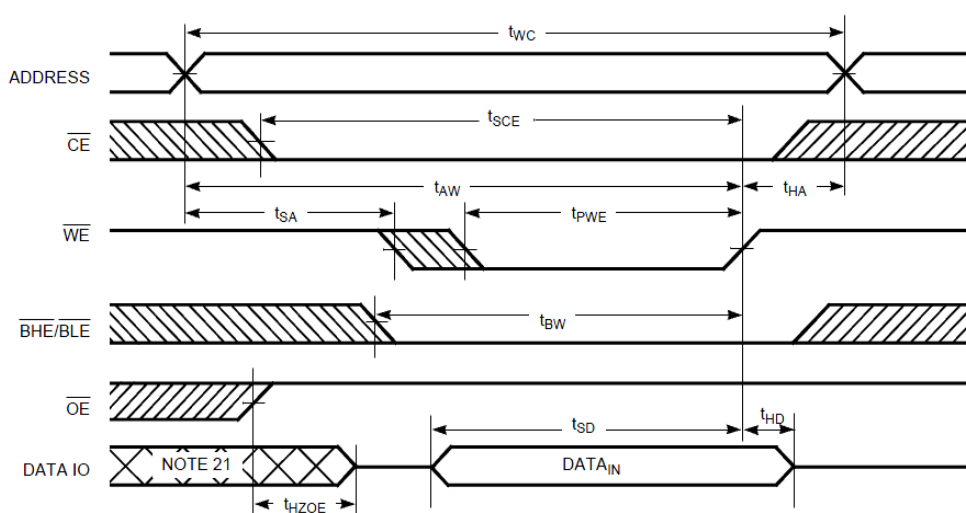 tWC
ADDRESS
CE
tSCE
tAW
tHA
tSA
tPWE
WE
BHE/BLE
tBW
OE
tSD
tHD
DATA IO
NOTE 21
DATAIN
tHZOE